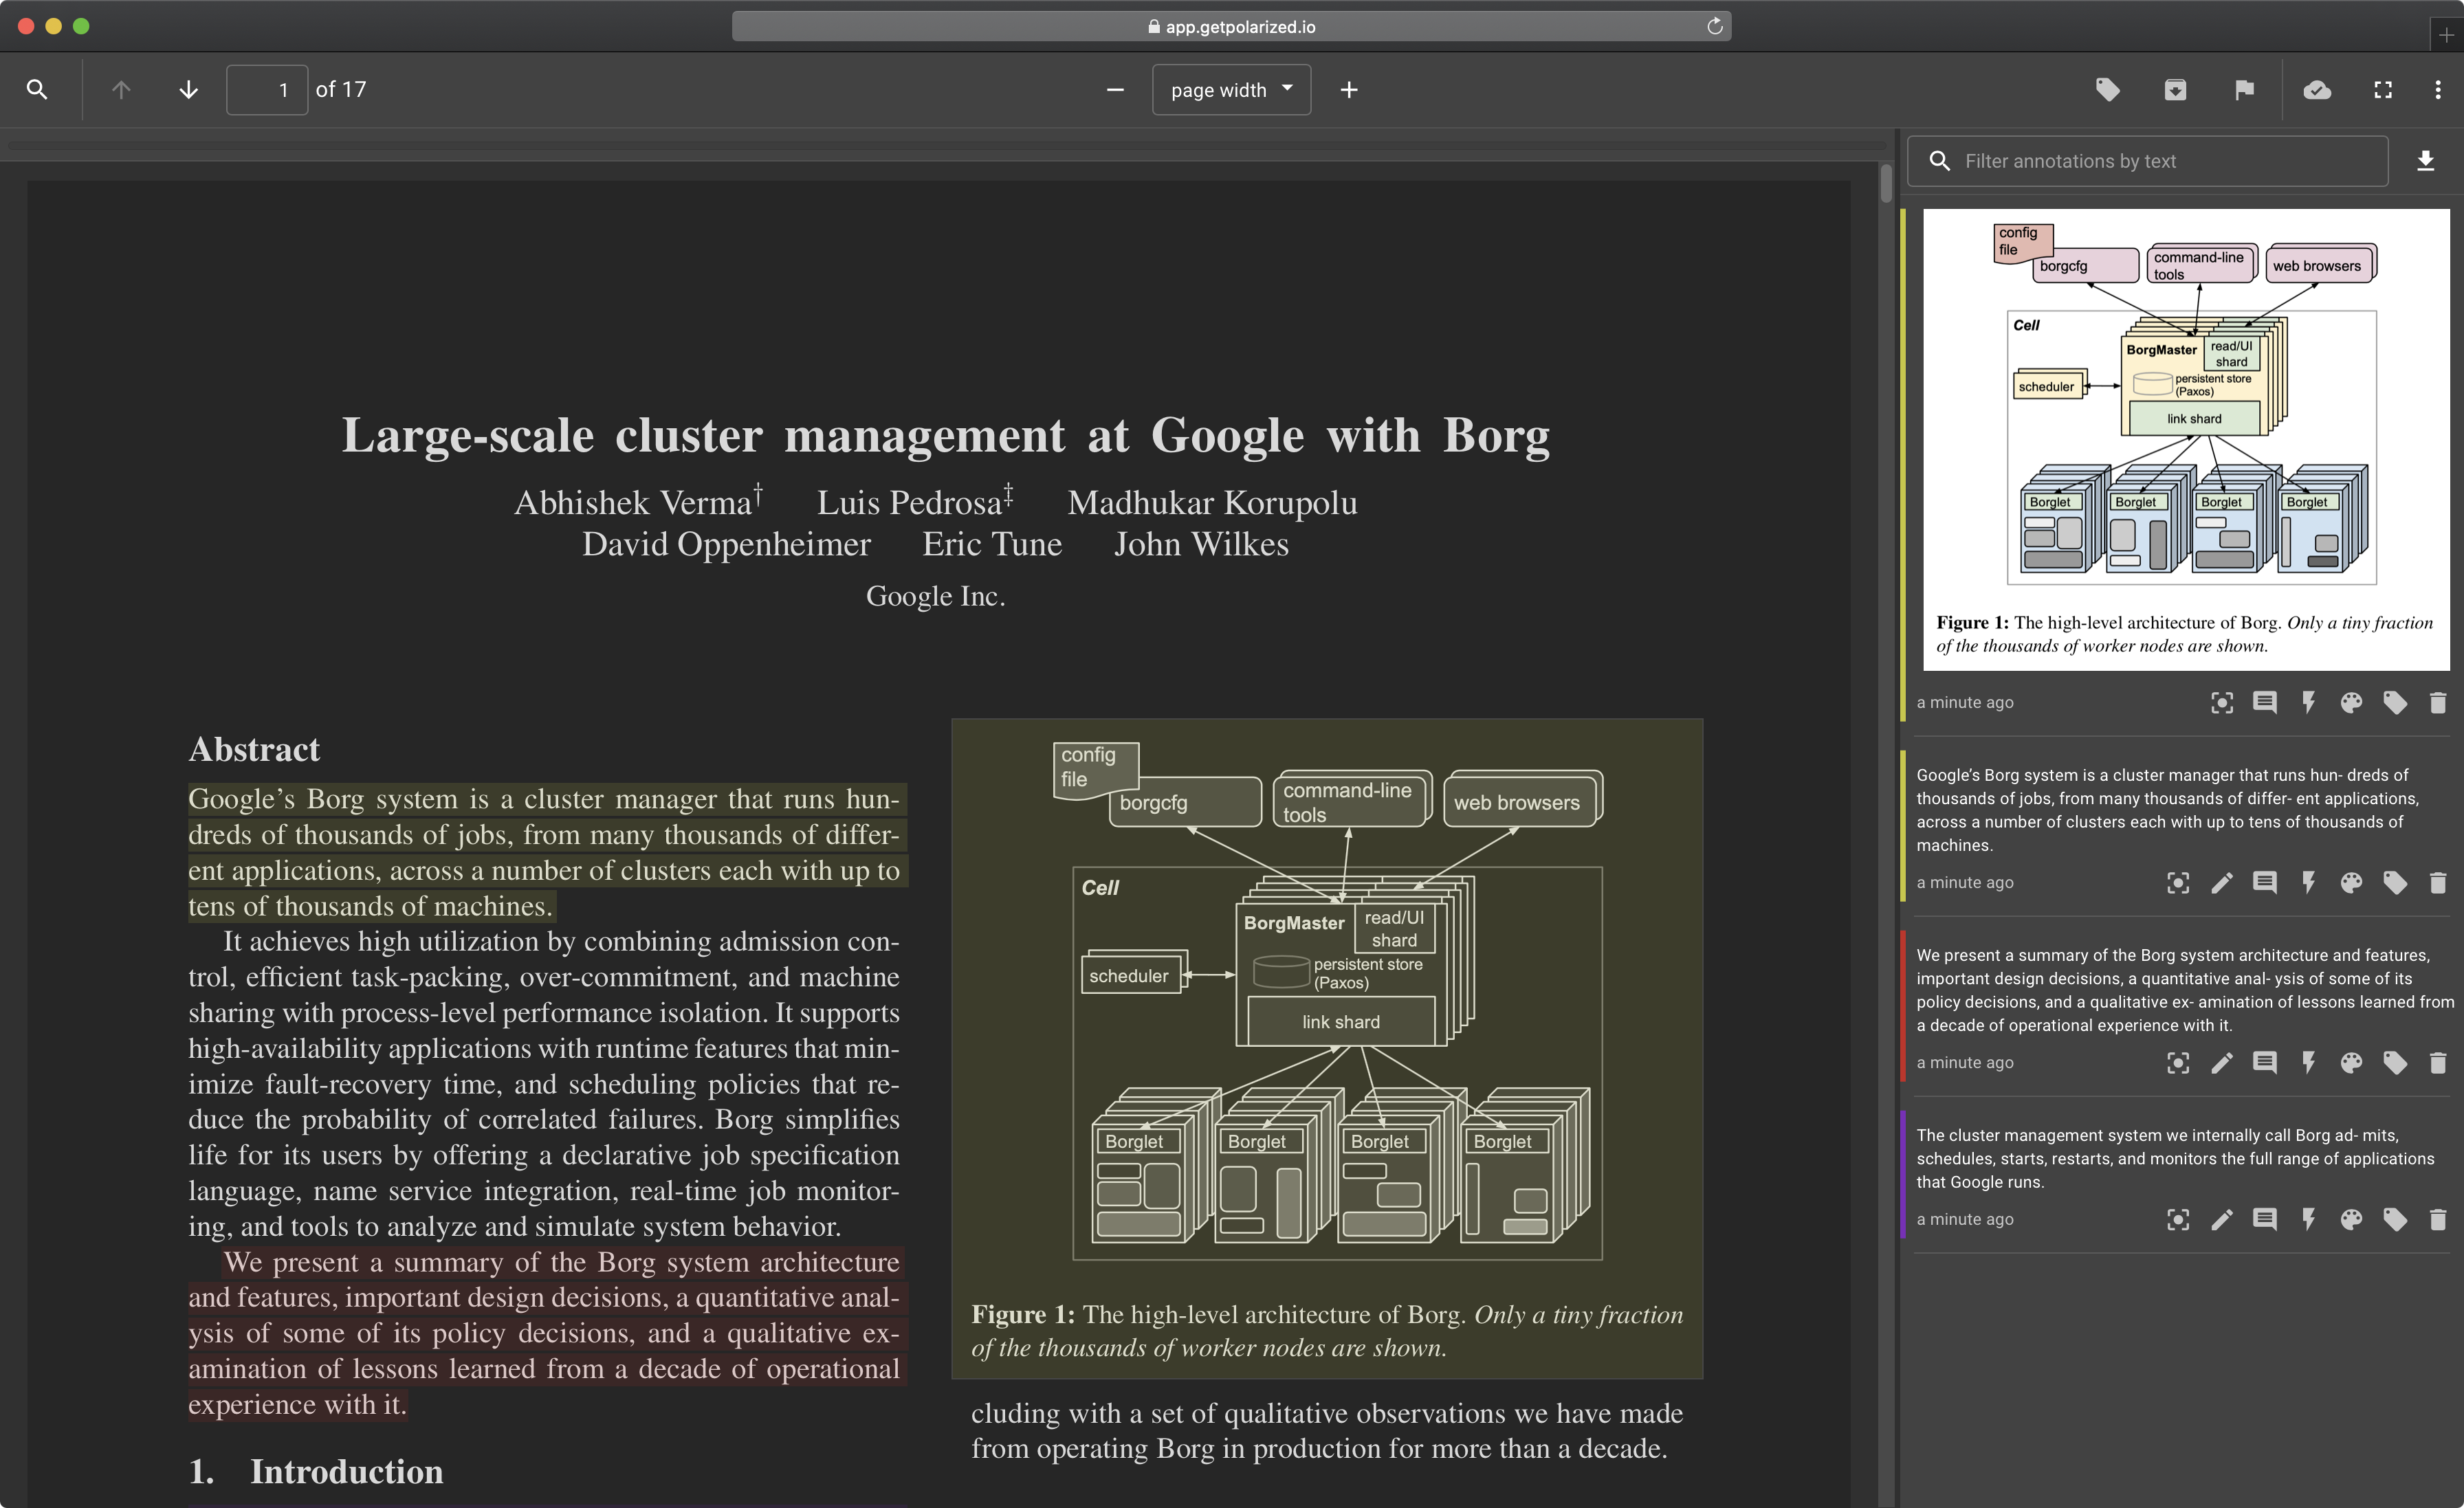 app.getpolarized.io
1 of 17
page width
Large-scale cluster management at Google with Borg
Abhishek Verma† Luis Pedrosa‡ Madhukar Korupolu
David Oppenheimer Eric Tune John Wilkes
Google Inc.
Abstract
Google's Borg system is a cluster manager that runs hun-
dreds of thousands of jobs, from many thousands of differ-
ent applications, across a number of clusters each with up to
tens of thousands of machines.
It achieves high utilization by combining admission con-
trol, efficient task-packing, over-commitment, and machine
sharing with process-level performance isolation. It supports
high-availability applications with runtime features that min-
imize fault-recovery time, and scheduling policies that re-
duce the probability of correlated failures. Borg simplifies
life for its users by offering a declarative job specification
language, name service integration, real-time job monitor-
ing, and tools to analyze and simulate system behavior.
We present a summary of the Borg system architecture
and features, important design decisions, a quantitative anal-
ysis of some of its policy decisions, and a qualitative ex-
amination of lessons learned from a decade of operational
experience with it.
1. Introduction
config
file
borgcfg
command-line
tools
web browsers
Cell
BorgMaster
read/UI
shard
scheduler
persistent store
(Paxos)
link shard
Borglet Borglet Borglet Borglet
Figure 1: The high-level architecture of Borg. Only a tiny fraction
of the thousands of worker nodes are shown.
cluding with a set of qualitative observations we have made
from operating Borg in production for more than a decade.
Filter annotations by text
config
file
borgcfg
command-line
tools
web browsers
Cell
BorgMaster
read/UI
shard
scheduler
persistent store
(Paxos)
link shard
Borglet Borglet Borglet Borglet
Figure 1: The high-level architecture of Borg. Only a tiny fraction
of the thousands of worker nodes are shown.
a minute ago
Google's Borg system is a cluster manager that runs hun- dreds of
thousands of jobs, from many thousands of differ- ent applications,
across a number of clusters each with up to tens of thousands of
machines.
a minute ago
We present a summary of the Borg system architecture and features,
important design decisions, a quantitative anal- ysis of some of its
policy decisions, and a qualitative ex- amination of lessons learned from
a decade of operational experience with it.
a minute ago
The cluster management system we internally call Borg ad- mits,
schedules, starts, restarts, and monitors the full range of applications
that Google runs.
a minute ago